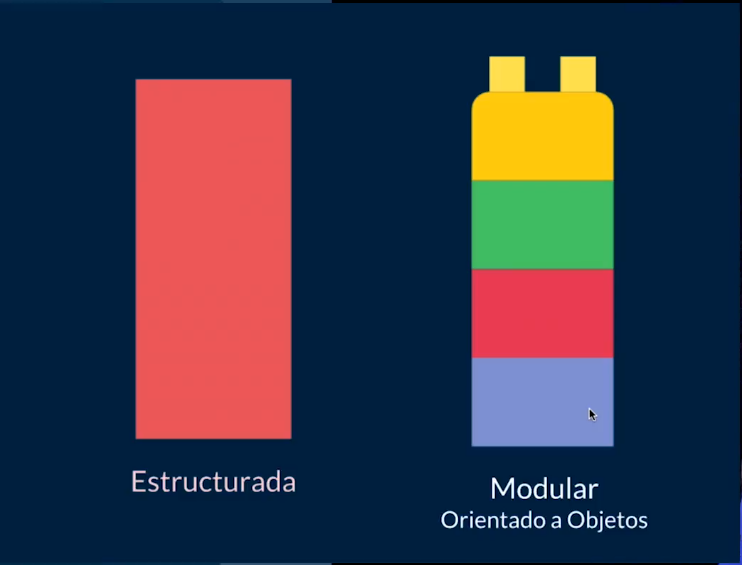 Estructurada
Modular
Orientado a Objetos